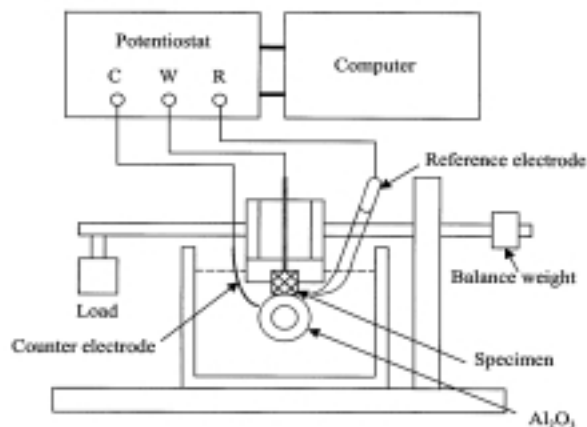 Potentiostat
C W R
Computer
Reference electrode
Balance weight
Load
Counter electrode
Specimen
Al₂O₃